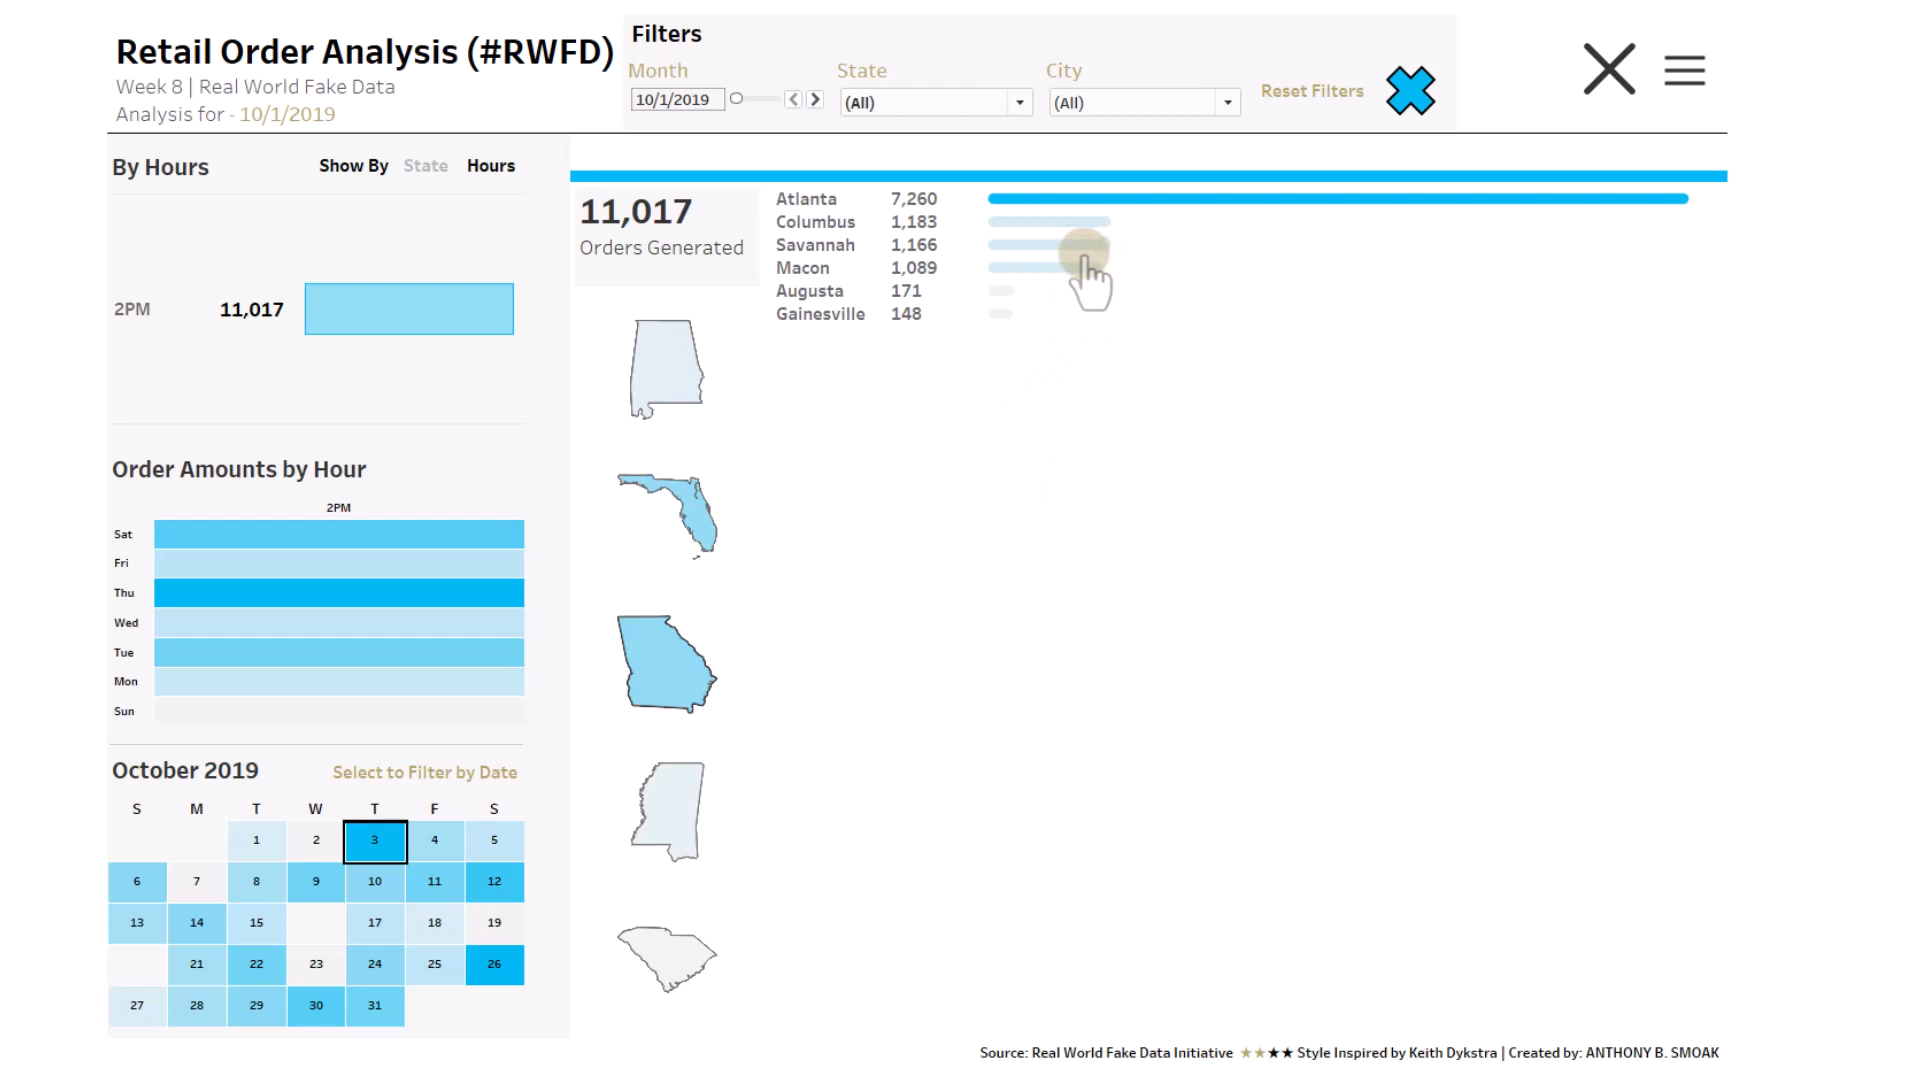 Retail Order Analysis (#RWFD)
Week 8 | Real World Fake Data
Analysis for - 10/1/2019
Filters
Month
State
City
10/1/2019
(All)
(All)
Reset Filters
By Hours
Show By
State
Hours
2PM
11,017
11,017
Orders Generated
Atlanta 7,260
Columbus 1,183
Savannah 1,166
Macon 1,089
Augusta 171
Gainesville 148
Order Amounts by Hour
2PM
Sat
Fri
Thu
Wed
Tue
Mon
Sun
October 2019
Select to Filter by Date
S M T W T F S
1 2 3 4 5
6 7 8 9 10 11 12
13 14 15 17 18 19
21 22 23 24 25 26
27 28 29 30 31
Source: Real World Fake Data Initiative ★★★★ Style Inspired by Keith Dykstra | Created by: ANTHONY B. SMOAK